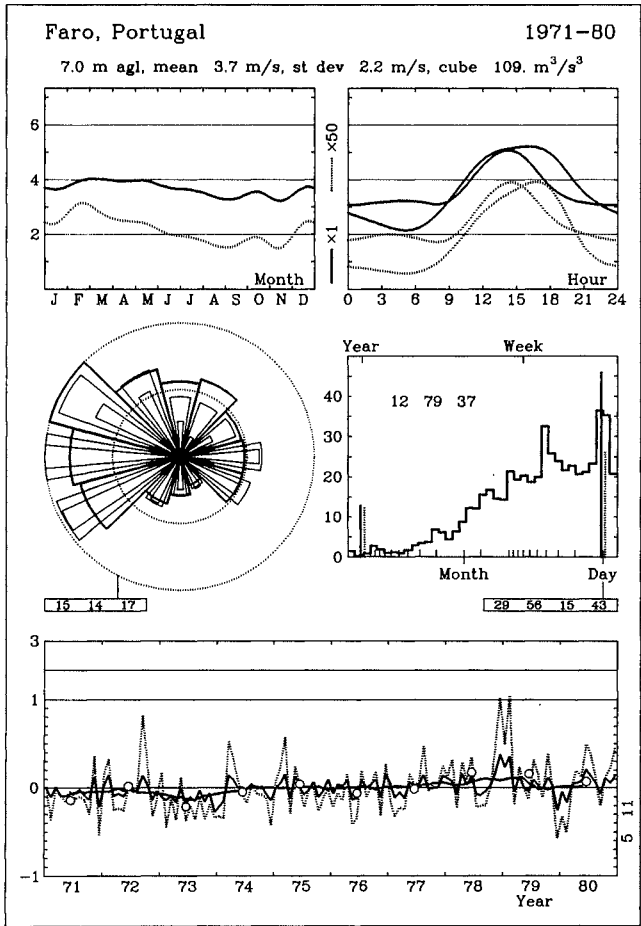 Faro, Portugal 1971-80
7.0 m agl, mean 3.7 m/s, st dev 2.2 m/s, cube 109. m³/s³
6
4
2
J F M A M J J A S O N D
Month
×1 ×50
0 3 6 9 12 15 18 21 24
Hour
Year Week
12 79 37
40
30
20
10
0
Month Day
15 14 17
29 56 15 43
3
1
0
-1
71 72 73 74 75 76 77 78 79 80
Year
5 11